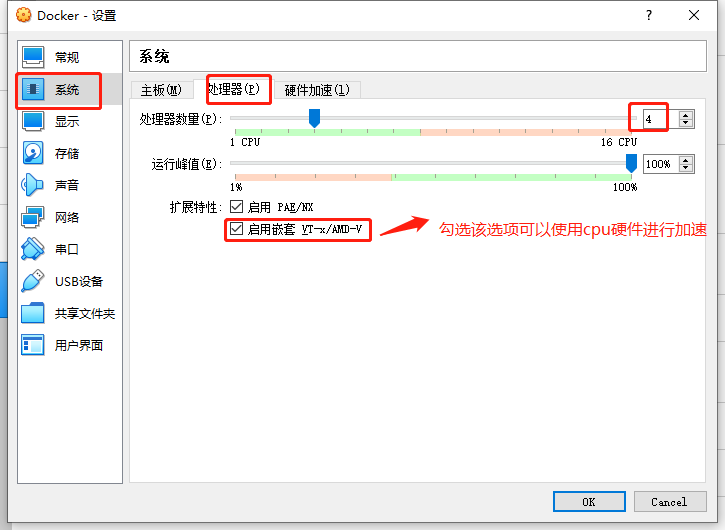 Docker - 设置
?
常规
系统
显示
存储
声音
网络
串口
USB设备
共享文件夹
用户界面
系统
主板(M) 处理器(P) 硬件加速(L)
处理器数量(P): 4
1 CPU 16 CPU
运行峰值(E): 100%
1% 100%
扩展特性: 启用 PAE/NX
启用嵌套 VT-x/AMD-V
勾选该选项可以使用cpu硬件进行加速
OK Cancel